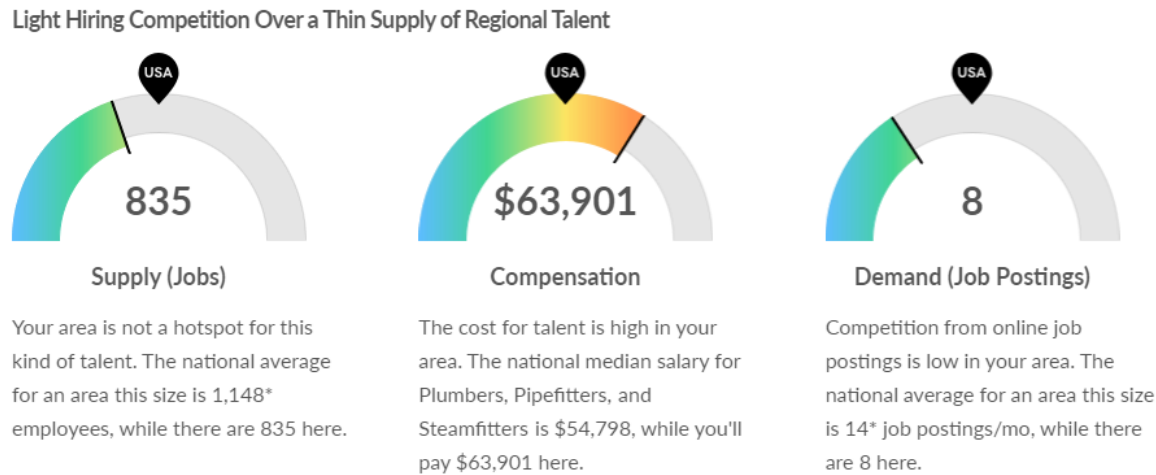 Light Hiring Competition Over a Thin Supply of Regional Talent
USA
USA
USA
835
$63,901
8
Supply (Jobs)
Compensation
Demand (Job Postings)
Your area is not a hotspot for this
kind of talent. The national average
for an area this size is 1,148*
employees, while there are 835 here.
The cost for talent is high in your
area. The national median salary for
Plumbers, Pipefitters, and
Steamfitters is $54,798, while you'll
pay $63,901 here.
Competition from online job
postings is low in your area. The
national average for an area this size
is 14* job postings/mo, while there
are 8 here.